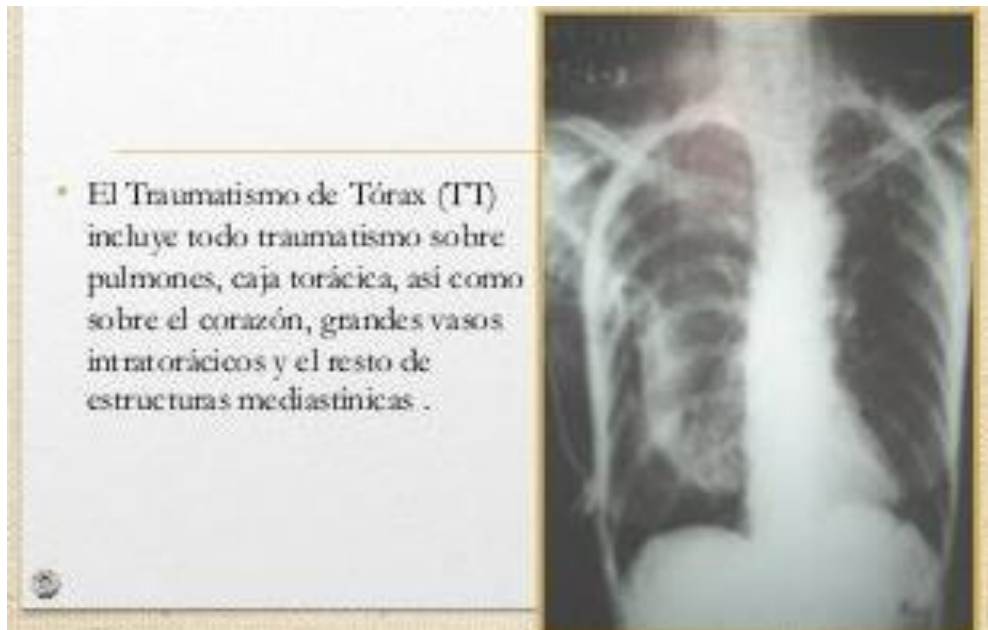 • El Traumatismo de Tórax (TT)
incluye todo traumatismo sobre
pulmones, caja torácica, así como
sobre el corazón, grandes vasos
intratorácicos y el resto de
estructuras mediastínicas .